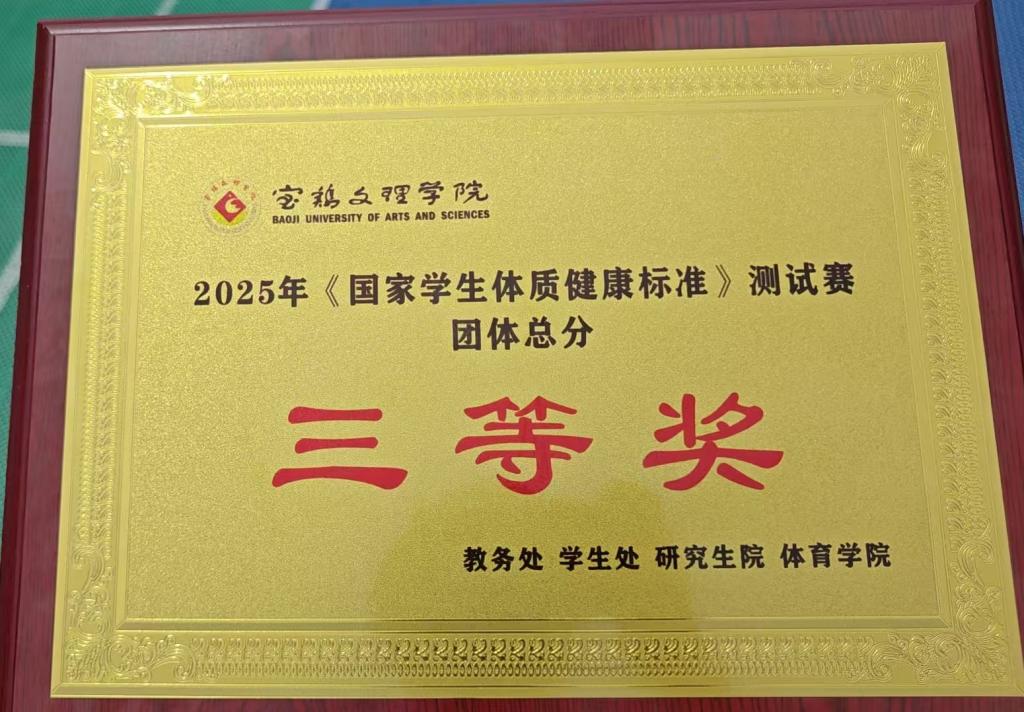 宝鸡文理学院
BAOJI UNIVERSITY OF ARTS AND SCIENCES
2025年《国家学生体质健康标准》测试赛
团体总分
三等奖
教务处 学生处 研究生院 体育学院